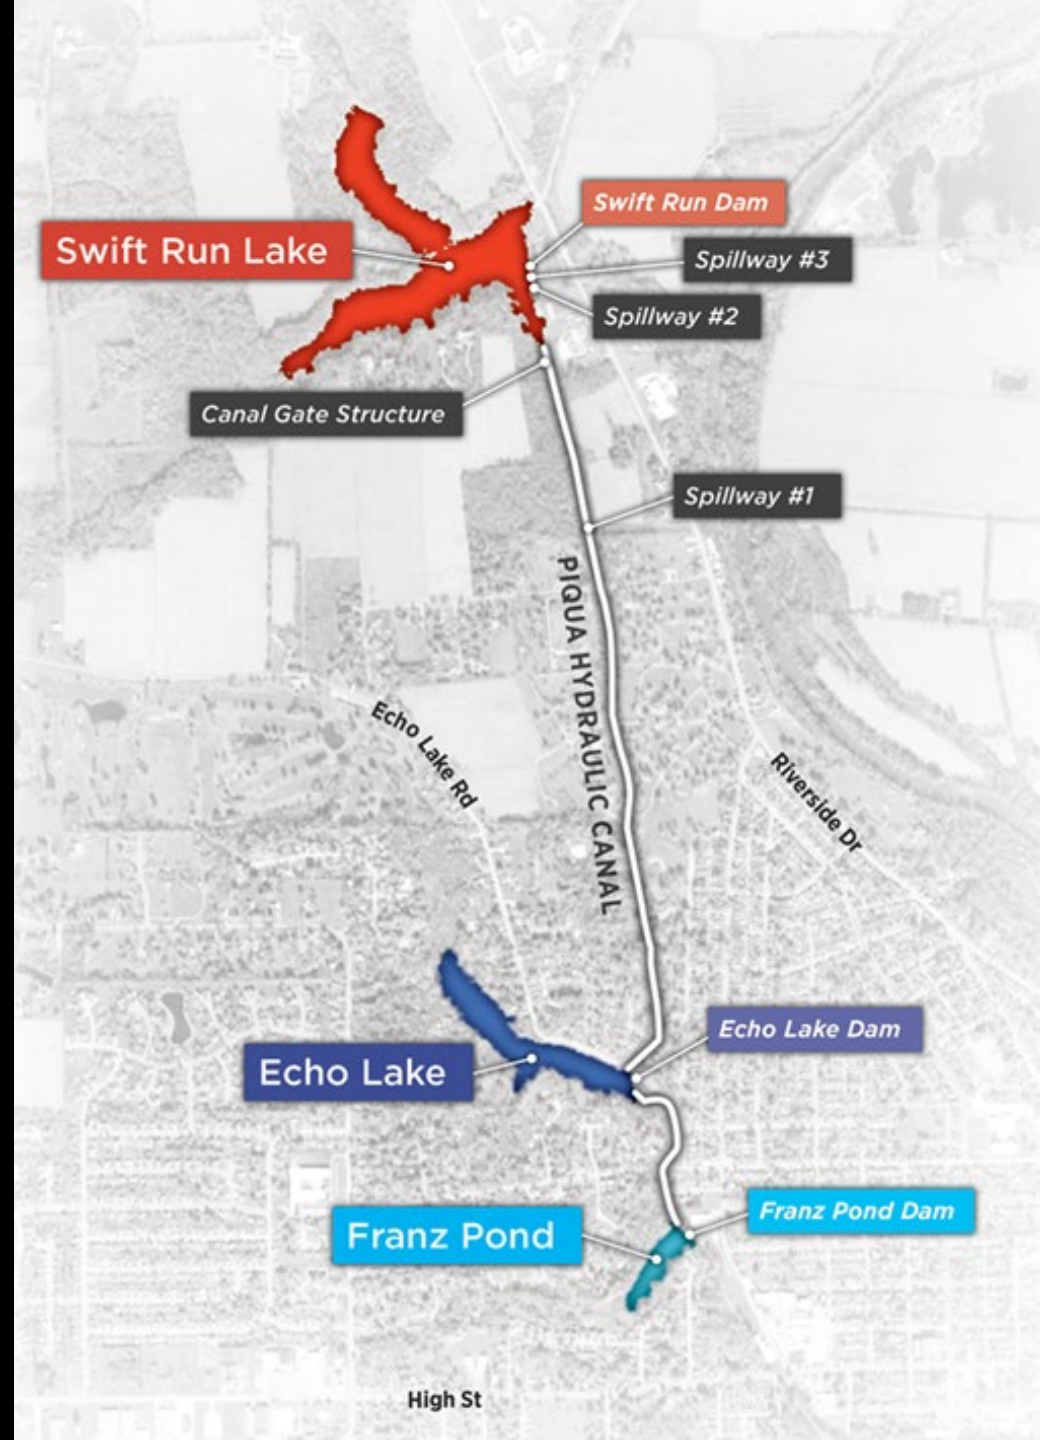 Swift Run Dam
Swift Run Lake
Spillway #3
Spillway #2
Canal Gate Structure
Spillway #1
PIQUA HYDRAULIC CANAL
Echo Lake Rd
Riverside Dr
Echo Lake Dam
Echo Lake
Franz Pond Dam
Franz Pond
High St